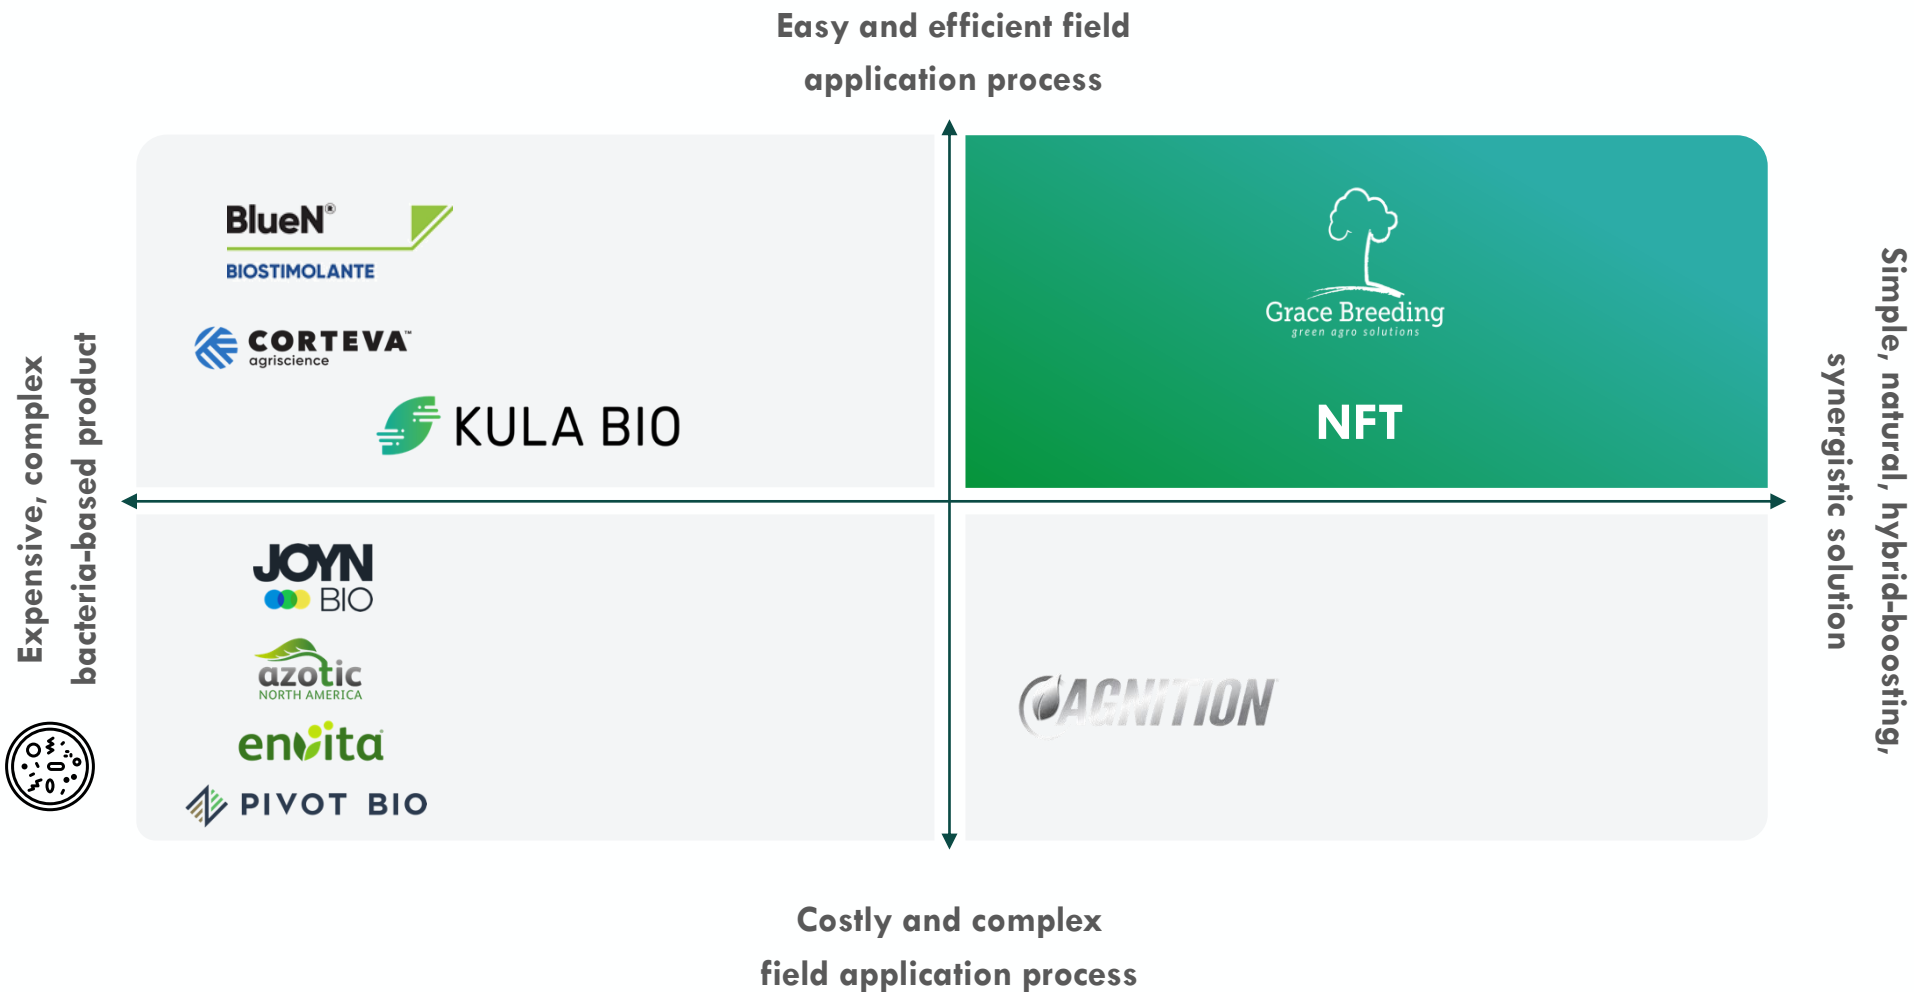 Easy and efficient field
application process
Expensive, complex
bacteria-based product
BlueN®
BIOSTIMOLANTE
CORTEVA™
agriscience
KULA BIO
Grace Breeding
green agro solutions
NFT
JOYN
BIO
azotic
NORTH AMERICA
envita
PIVOT BIO
AGNITION
Simple, natural, hybrid-boosting,
synergistic solution
Costly and complex
field application process